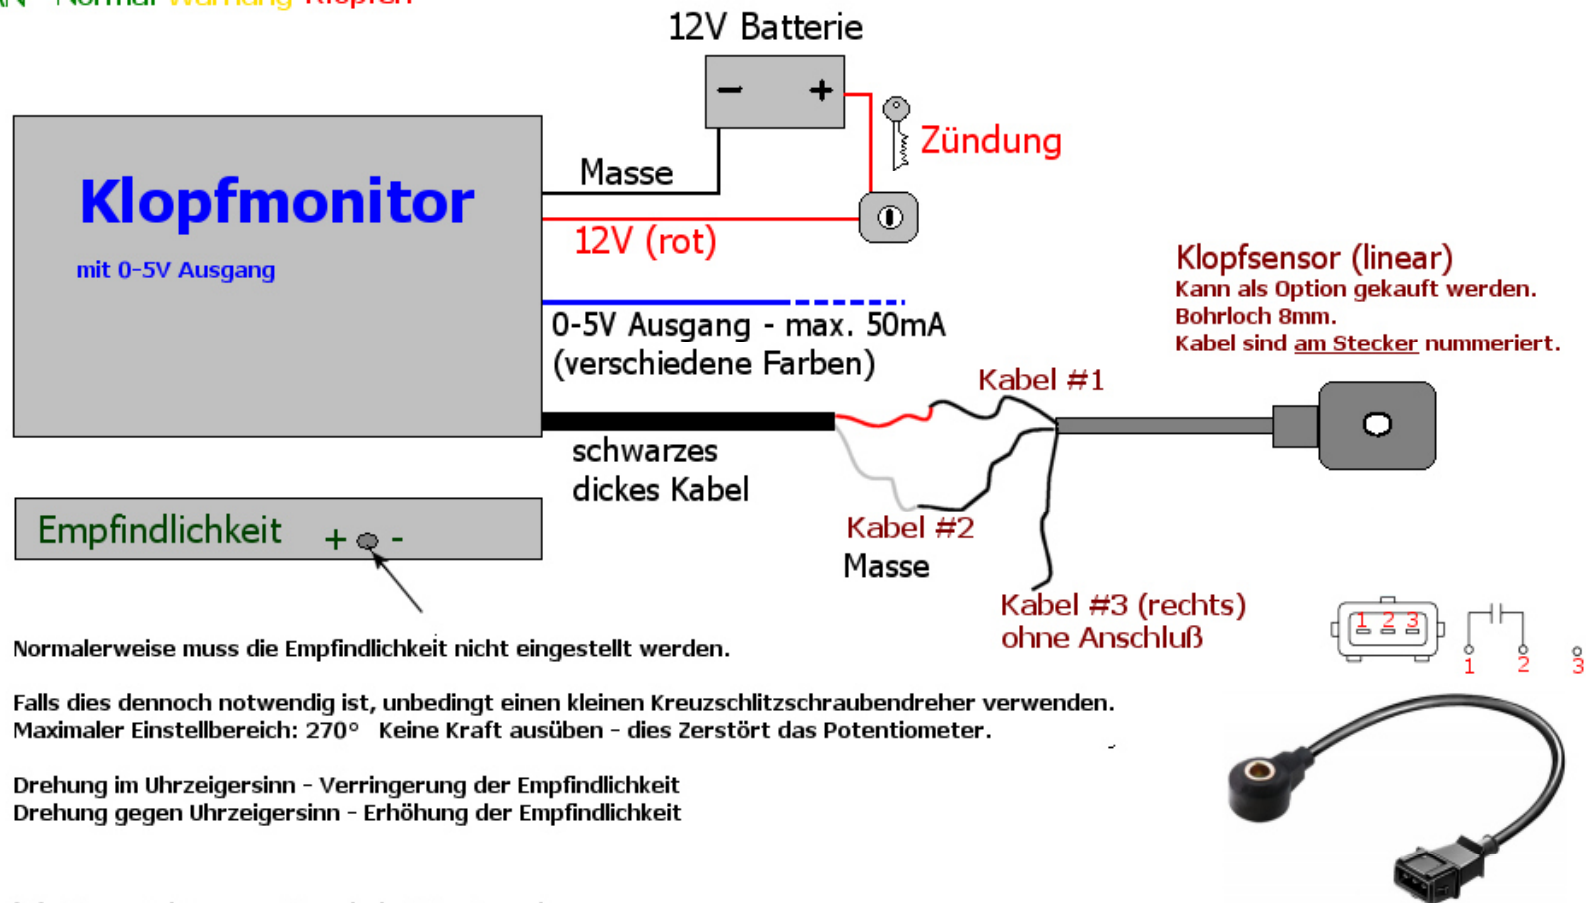 Normal Warnung Klopfen
12V Batterie
Zündung
Masse
12V (rot)
Klopfmonitor
mit 0-5V Ausgang
0-5V Ausgang - max. 50mA
(verschiedene Farben)
Klopfsensor (linear)
Kann als Option gekauft werden.
Bohrloch 8mm.
Kabel sind am Stecker nummeriert.
Kabel #1
schwarzes
dickes Kabel
Kabel #2
Masse
Kabel #3 (rechts)
ohne Anschluß
1 2 3
1 2 3
Empfindlichkeit + -
Normalerweise muss die Empfindlichkeit nicht eingestellt werden.
Falls dies dennoch notwendig ist, unbedingt einen kleinen Kreuzschlitzschraubendreher verwenden.
Maximaler Einstellbereich: 270° Keine Kraft ausüben - dies Zerstört das Potentiometer.
Drehung im Uhrzeigersinn - Verringerung der Empfindlichkeit
Drehung gegen Uhrzeigersinn - Erhöhung der Empfindlichkeit